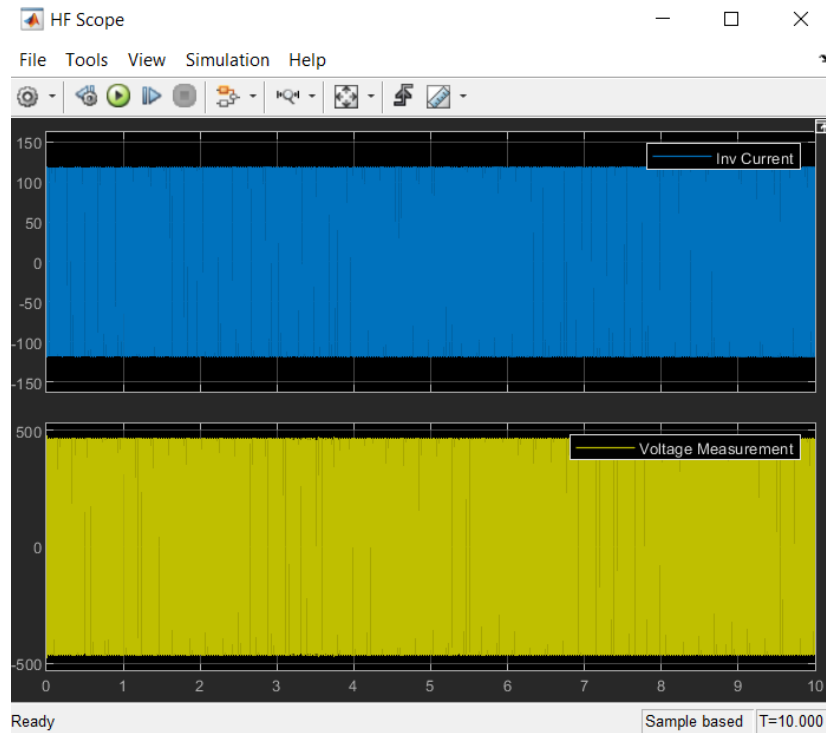 HF Scope
File Tools View Simulation Help
150
100
50
0
-50
-100
-150
Inv Current
500
0
-500
Voltage Measurement
0 1 2 3 4 5 6 7 8 9 10
Ready Sample based T=10.000